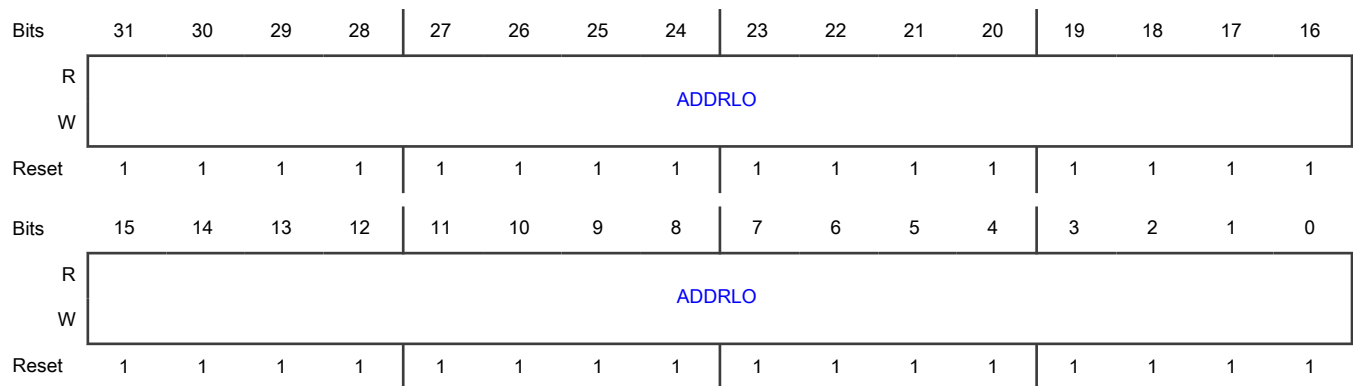 Bits 31 30 29 28 27 26 25 24 23 22 21 20 19 18 17 16
R
ADDRLO
W
Reset 1 1 1 1 1 1 1 1 1 1 1 1 1 1 1 1
Bits 15 14 13 12 11 10 9 8 7 6 5 4 3 2 1 0
R
ADDRLO
W
Reset 1 1 1 1 1 1 1 1 1 1 1 1 1 1 1 1